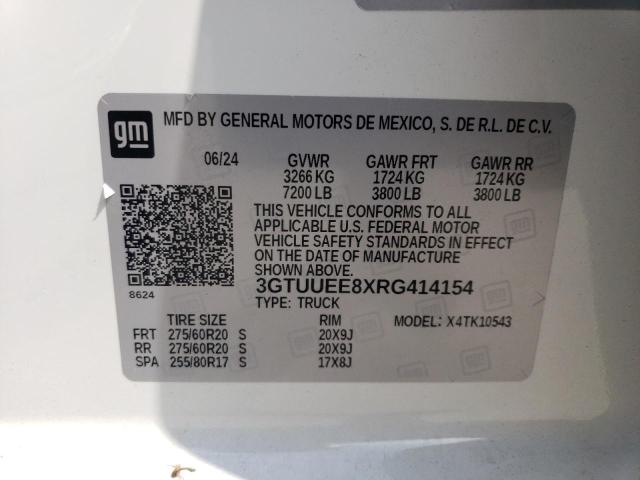 gm
MFD BY GENERAL MOTORS DE MEXICO, S. DE R.L. DE C.V.
06/24 GVWR GAWR FRT GAWR RR
3266 KG 1724 KG 1724 KG
7200 LB 3800 LB 3800 LB
THIS VEHICLE CONFORMS TO ALL
APPLICABLE U.S. FEDERAL MOTOR
VEHICLE SAFETY STANDARDS IN EFFECT
ON THE DATE OF MANUFACTURE
SHOWN ABOVE.
8624
3GTUUEE8XRG414154
TYPE: TRUCK
TIRE SIZE RIM MODEL: X4TK10543
FRT 275/60R20 S 20X9J
RR 275/60R20 S 20X9J
SPA 255/80R17 S 17X8J